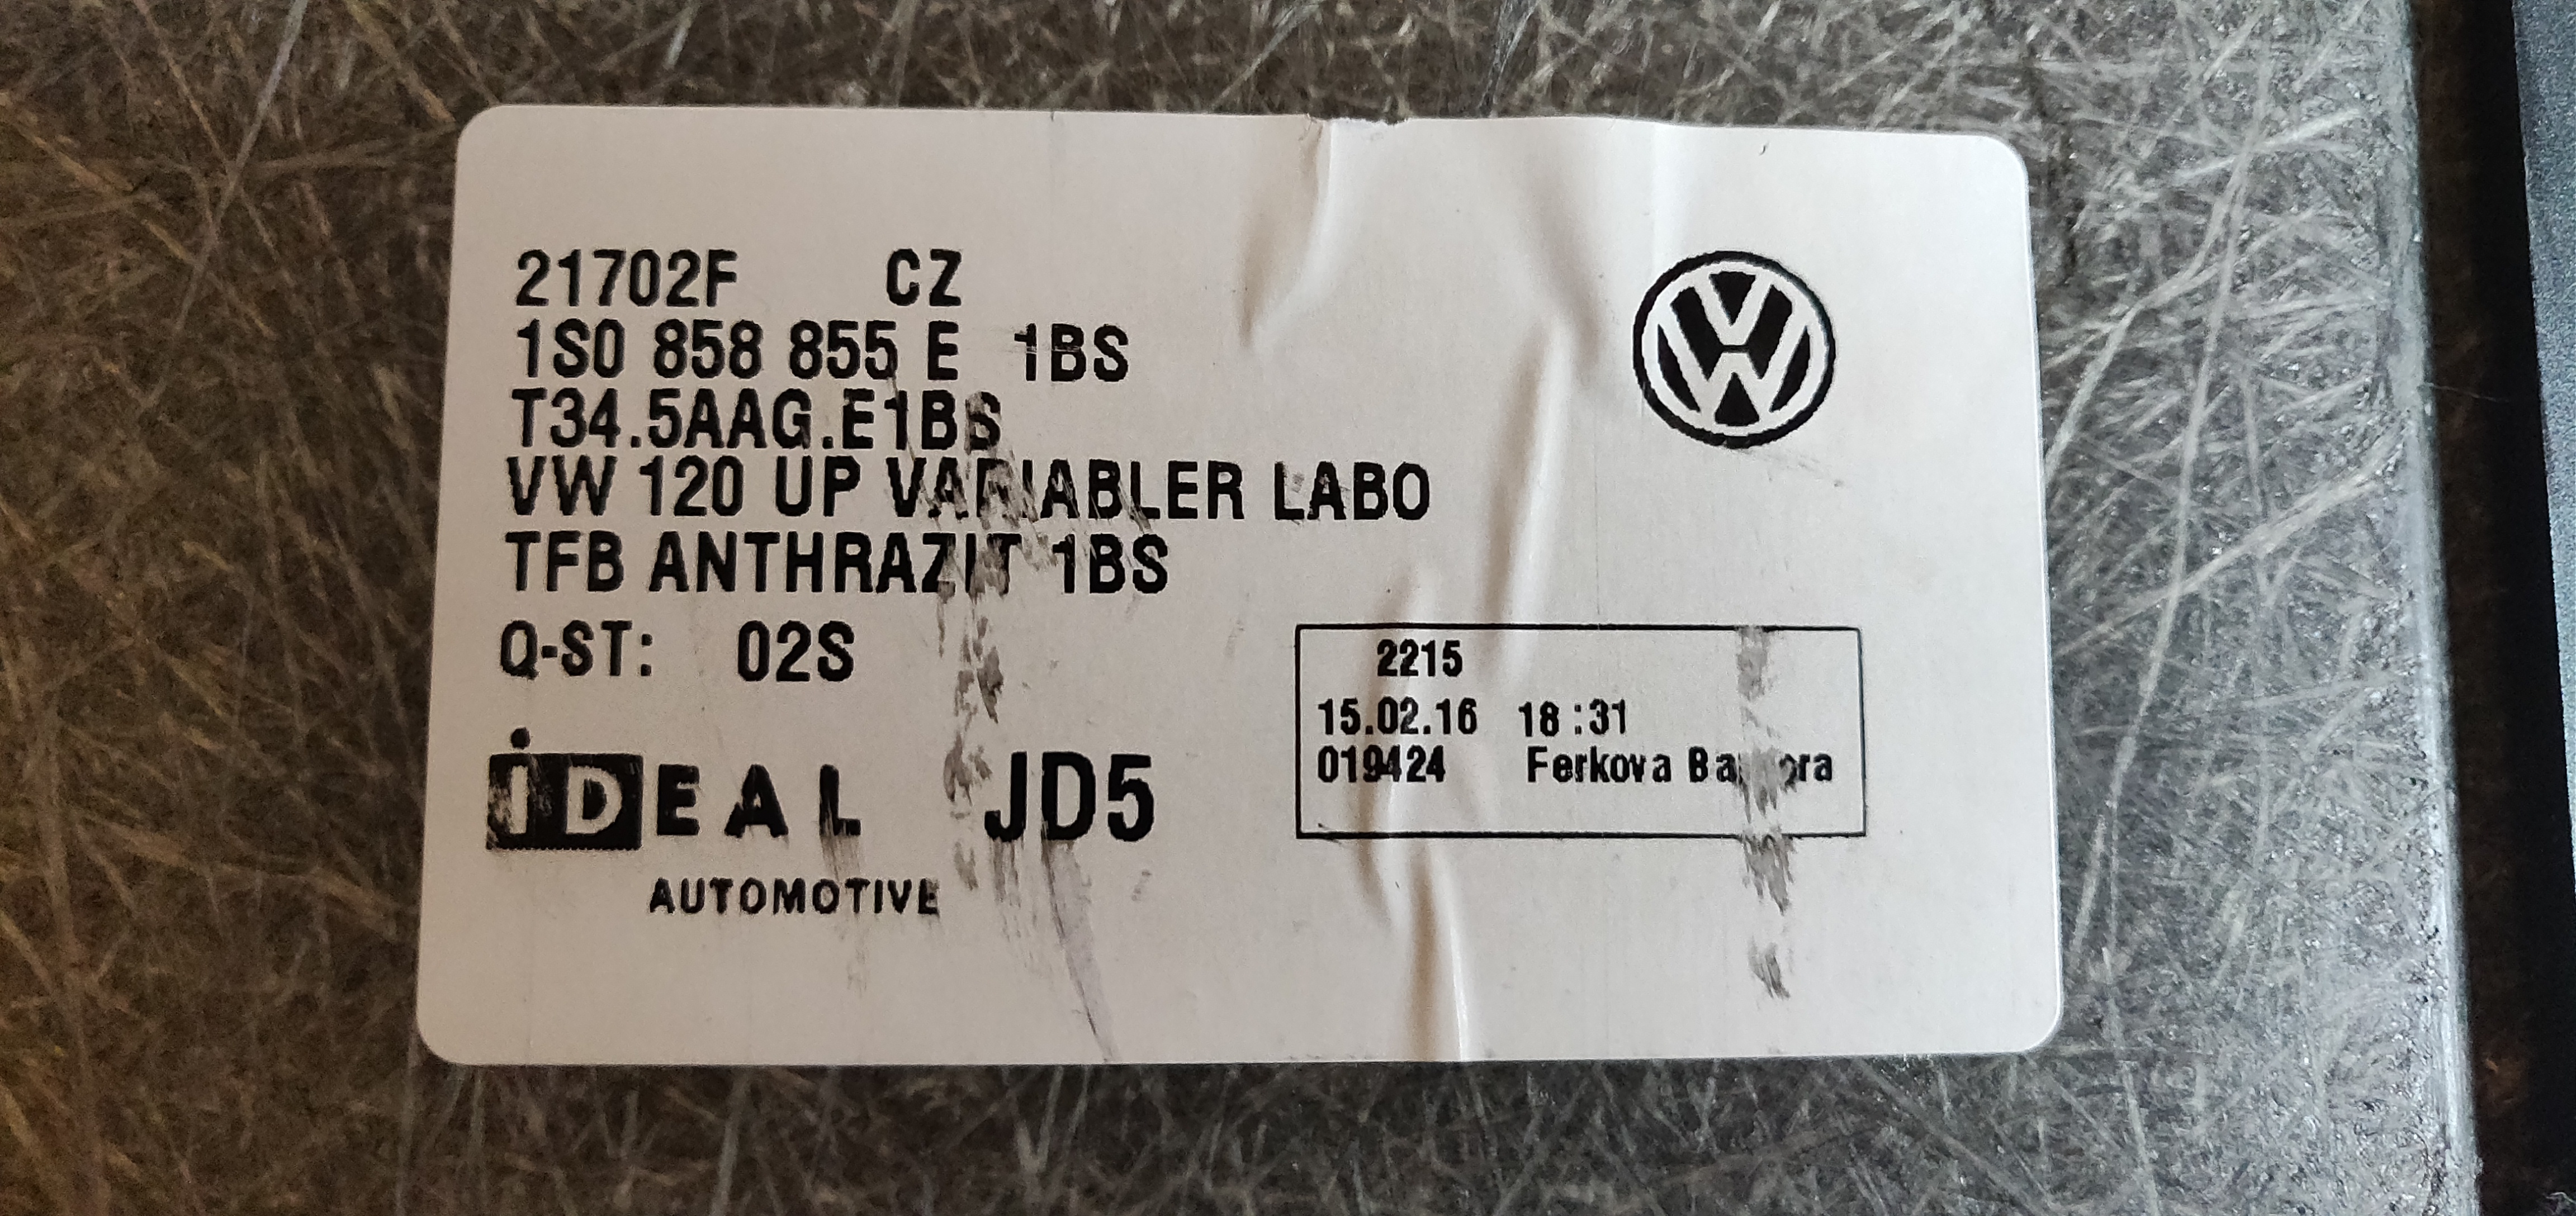 21702F CZ
1S0 858 855 E 1BS
T34.5AAG.E1BS
VW 120 UP VARIABLER LABO
TFB ANTHRAZIT 1BS
Q-ST: 02S
2215
15.02.16 18:31
019424 Ferkova
iDEAL JD5
AUTOMOTIVE
VW